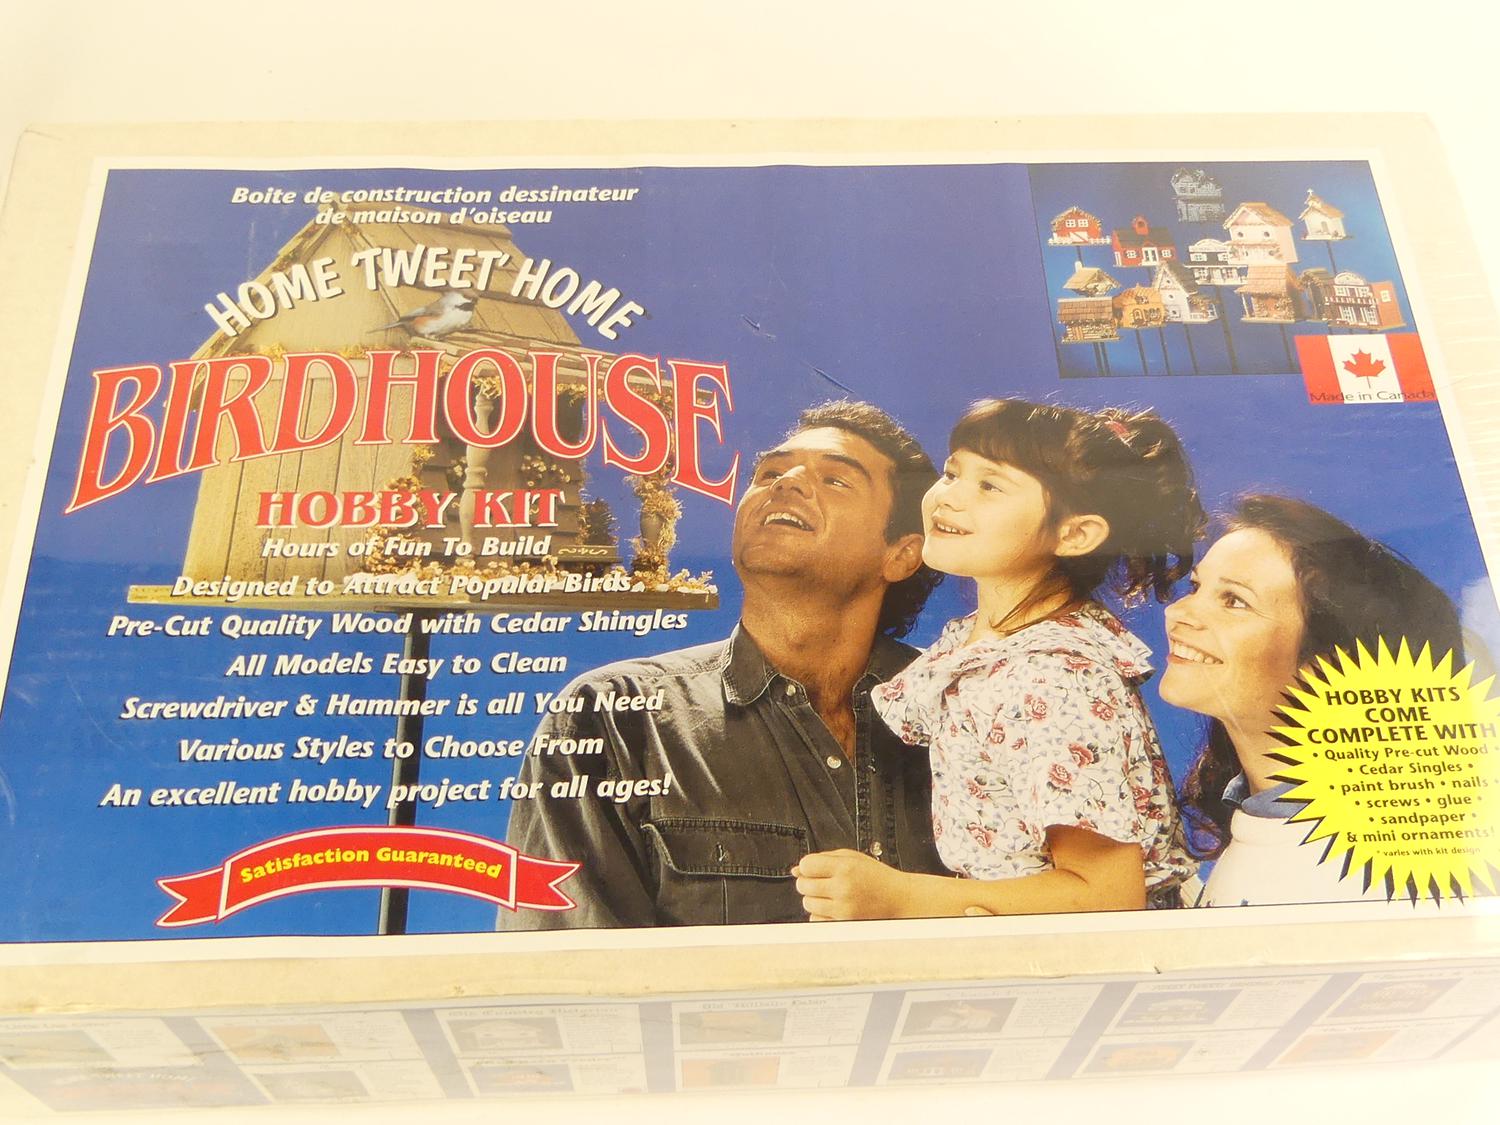 Boite de construction dessinateur
de maison d'oiseau
HOME 'TWEET' HOME
BIRDHOUSE
HOBBY KIT
Hours of Fun To Build
Designed to Attract Popular Birds
Pre-Cut Quality Wood with Cedar Shingles
All Models Easy to Clean
Screwdriver & Hammer is all You Need
Various Styles to Choose From
An excellent hobby project for all ages!
Satisfaction Guaranteed
Made in Canada
HOBBY KITS
COME
COMPLETE WITH
• Quality Pre-cut Wood •
• Cedar Singles •
• paint brush • nails •
• screws • glue •
• sandpaper •
& mini ornaments!
* varies with kit design